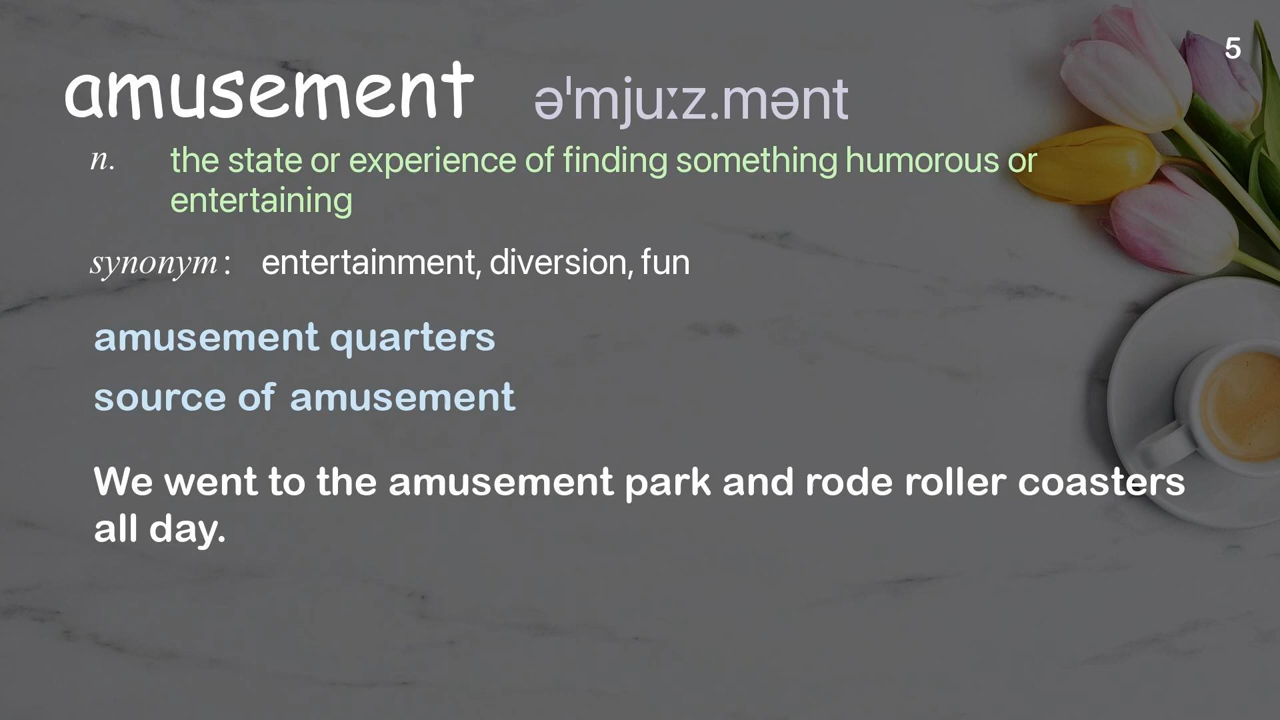 5
amusement əˈmjuːz.mənt
n. the state or experience of finding something humorous or
entertaining
synonym: entertainment, diversion, fun
amusement quarters
source of amusement
We went to the amusement park and rode roller coasters
all day.